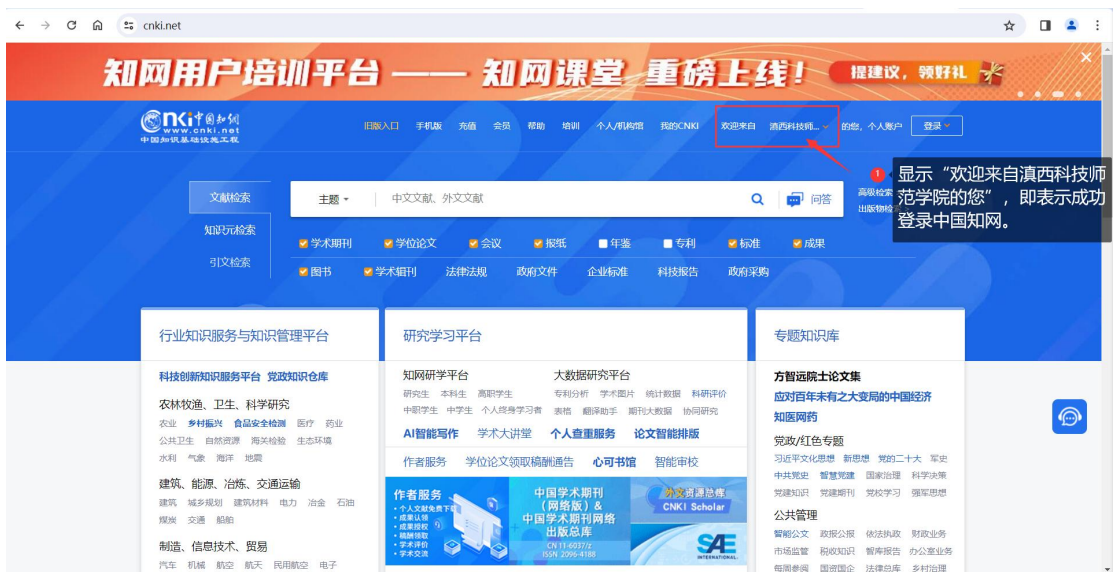 cnki.net
知网用户培训平台 —— 知网课堂 重磅上线!
提建议，领好礼
cnki中国知网
www.cnki.net
中国知识基础设施工程
旧版入口 手机版 充值 会员 帮助 培训 个人/机构馆 我的CNKI 欢迎来自 滇西科技师... 的您，个人账户 登录
1
显示“欢迎来自滇西科技师
范学院的您”，即表示成功
登录中国知网。
文献检索
知识元检索
引文检索
主题 中文文献、外文文献 问答
高级检索
出版物检索
学术期刊 学位论文 会议 报纸 年鉴 专利 标准 成果
图书 学术辑刊 法律法规 政府文件 企业标准 科技报告 政府采购
行业知识服务与知识管理平台
科技创新知识服务平台 党政知识仓库
农林牧渔、卫生、科学研究
农业 乡村振兴 食品安全检测 医疗 药业
公共卫生 自然资源 海关检验 生态环境
水利 气象 海洋 地震
建筑、能源、冶炼、交通运输
建筑 城乡规划 建筑材料 电力 冶金 石油
煤炭 交通 船舶
制造、信息技术、贸易
汽车 机械 航空 航天 民用航空 电子
研究学习平台
知网研学平台
研究生 本科生 高职学生
中职学生 中学生 个人终身学习者
大数据研究平台
专利分析 学术图片 统计数据 科研评价
表格 翻译助手 期刊大数据 协同研究
AI智能写作 学术大讲堂 个人查重服务 论文智能排版
作者服务 学位论文领取稿酬通告 心可书馆 智能审校
作者服务
·个人文献免费下载
·成果认领
·成果授权
·稿酬领取
·学术评价
·学术交流
中国学术期刊
（网络版）&
中国学术期刊网络
出版总库
CN 11-6037/z
ISSN 2096-4188
外文资源总库
CNKI Scholar
SAE
INTERNATIONAL
专题知识库
方智远院士论文集
应对百年未有之大变局的中国经济
知医网药
党政/红色专题
习近平文化思想 新思想 党的二十大 军史
中共党史 智慧党建 国家治理 科学决策
党建知识 党建期刊 党校学习 强军思想
公共管理
智能公文 政报公报 依法执政 财政业务
市场监管 税收知识 智库报告 办公室业务
每周参阅 国资国企 法律总库 乡村治理